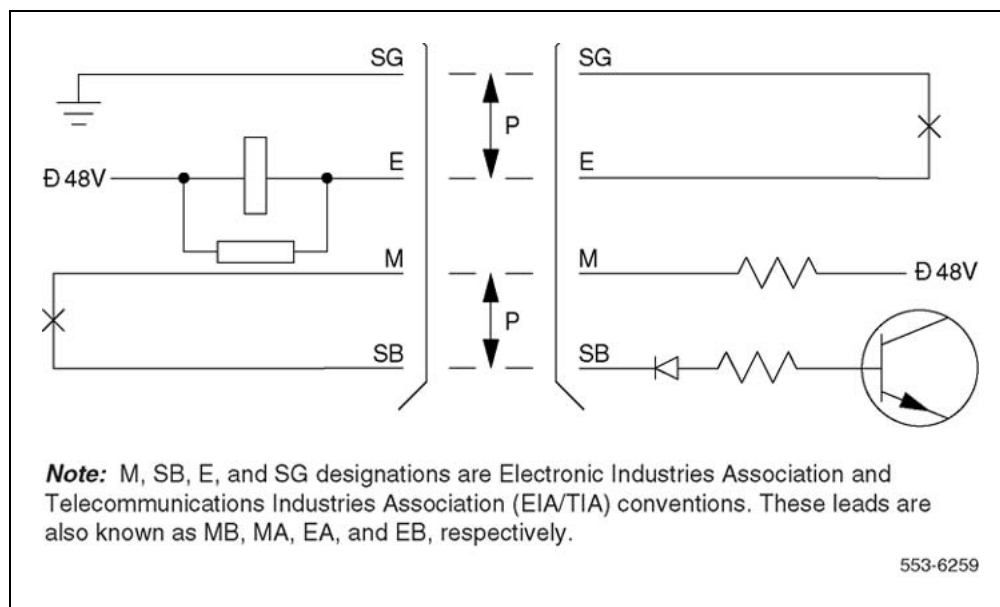 SG
SG
P
E
E
Đ 48V
M
M
Đ 48V
P
SB
SB
Note: M, SB, E, and SG designations are Electronic Industries Association and
Telecommunications Industries Association (EIA/TIA) conventions. These leads are
also known as MB, MA, EA, and EB, respectively.
553-6259